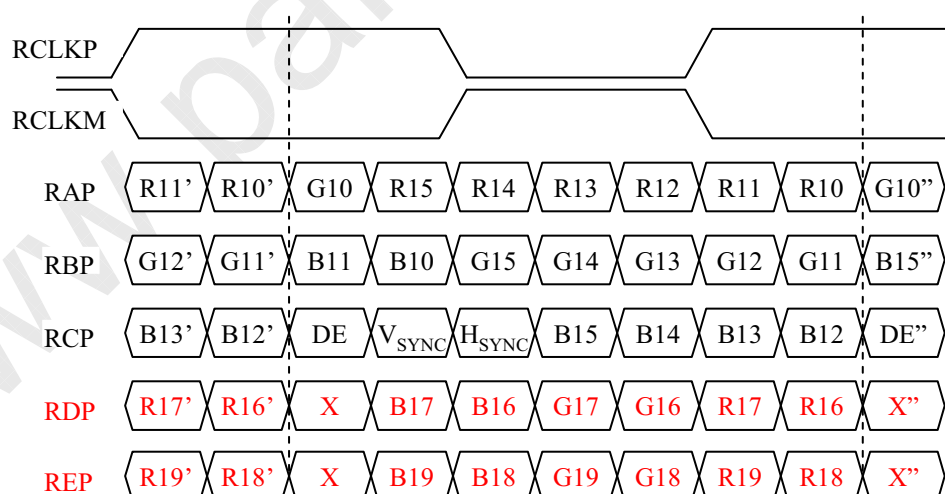 RCLKP
RCLKM
RAP R11’ R10’ G10 R15 R14 R13 R12 R11 R10 G10”
RBP G12’ G11’ B11 B10 G15 G14 G13 G12 G11 B15”
RCP B13’ B12’ DE VSYNC HSYNC B15 B14 B13 B12 DE”
RDP R17’ R16’ X B17 B16 G17 G16 R17 R16 X”
REP R19’ R18’ X B19 B18 G19 G18 R19 R18 X”